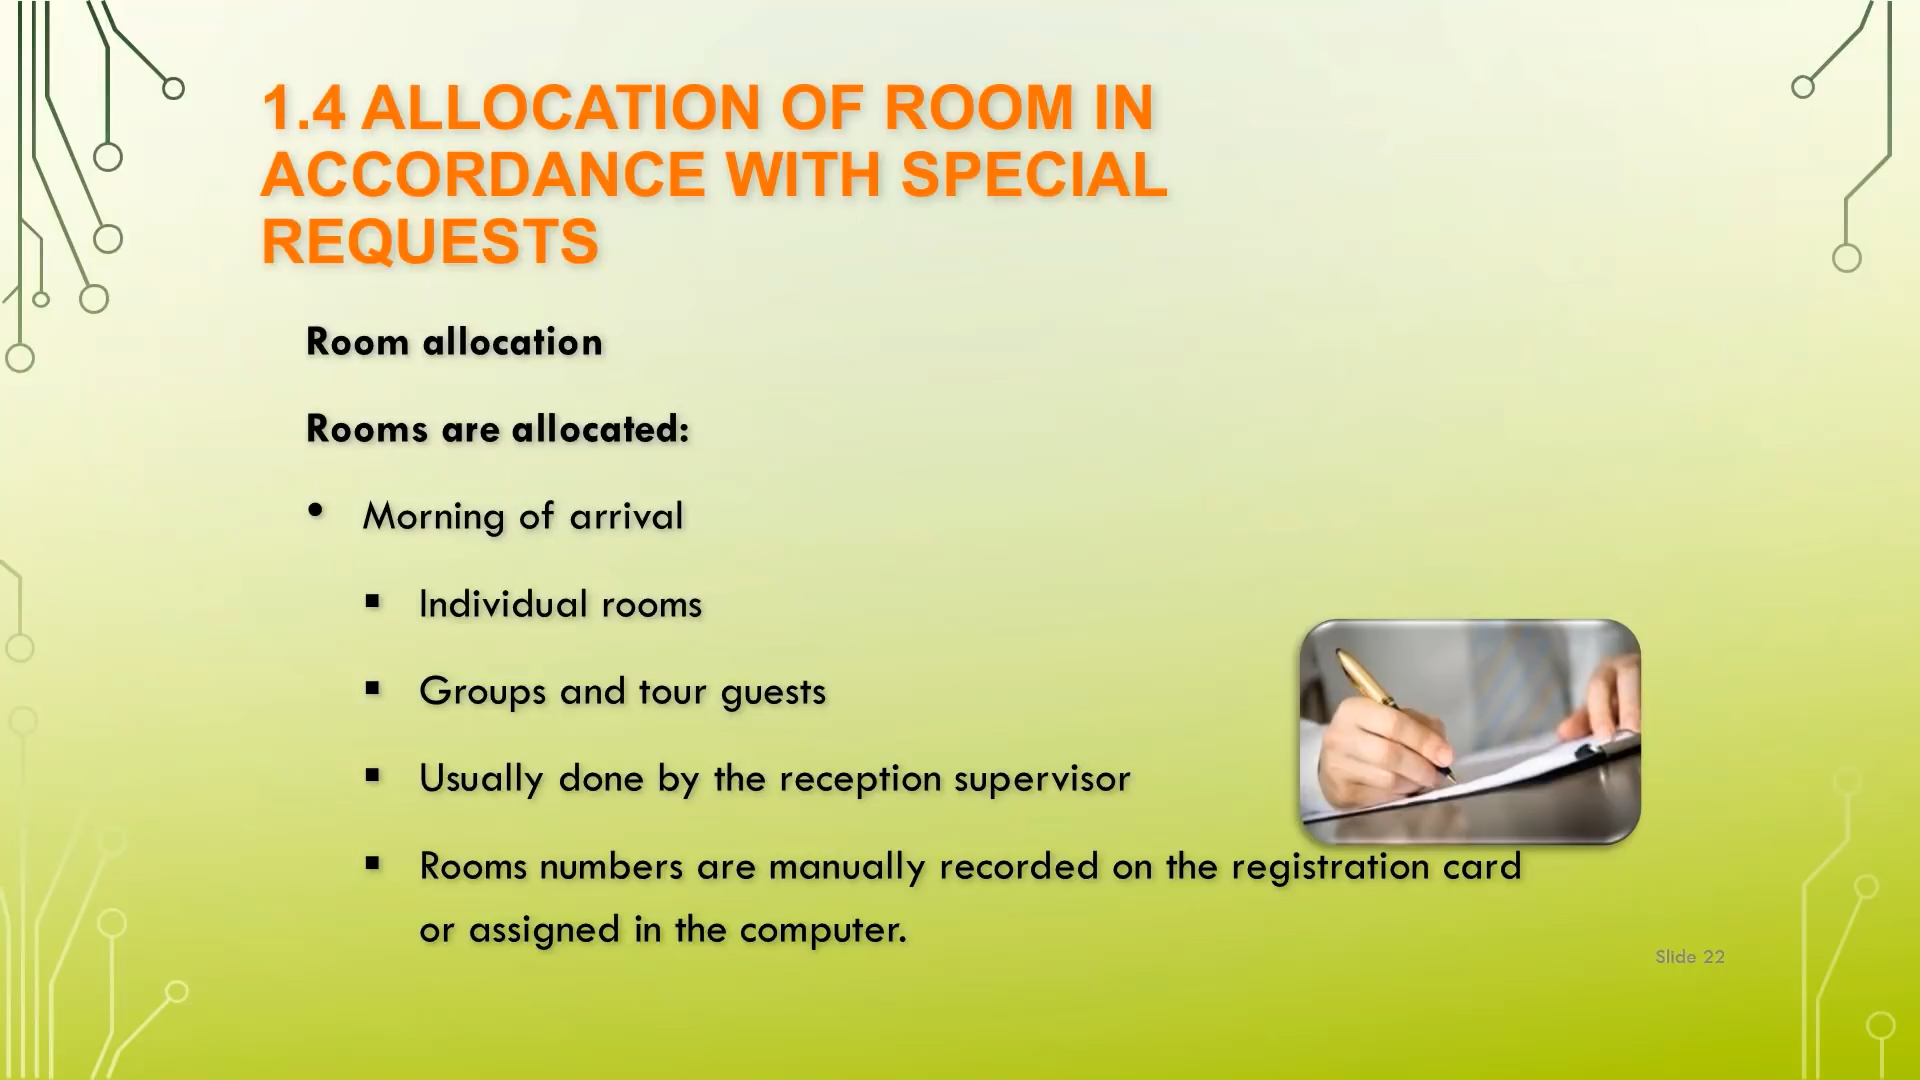 1.4 ALLOCATION OF ROOM IN
ACCORDANCE WITH SPECIAL
REQUESTS
Room allocation
Rooms are allocated:
• Morning of arrival
▪ Individual rooms
▪ Groups and tour guests
▪ Usually done by the reception supervisor
▪ Rooms numbers are manually recorded on the registration card
or assigned in the computer.
Slide 22